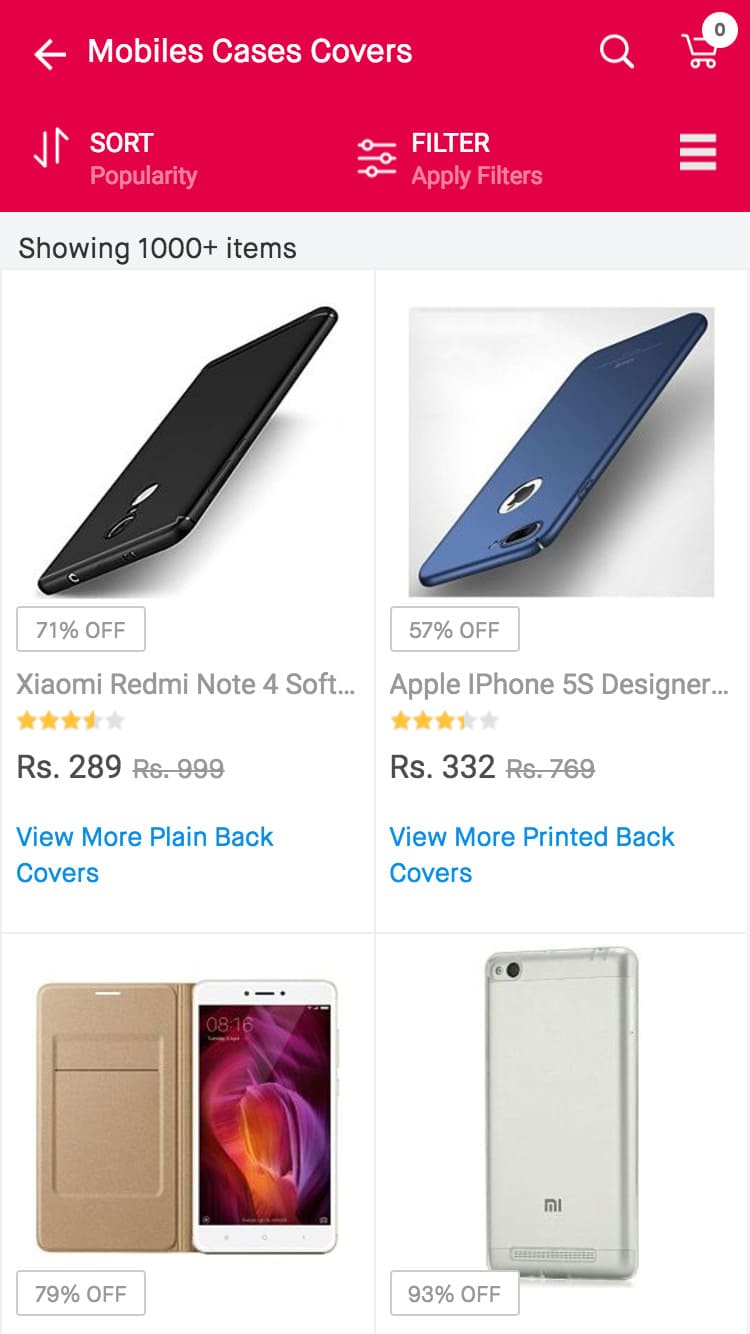 Mobiles Cases Covers
0
SORT
Popularity
FILTER
Apply Filters
Showing 1000+ items
71% OFF
Xiaomi Redmi Note 4 Soft...
Rs. 289 Rs. 999
View More Plain Back
Covers
57% OFF
Apple IPhone 5S Designer...
Rs. 332 Rs. 769
View More Printed Back
Covers
08:16
79% OFF
MI
93% OFF